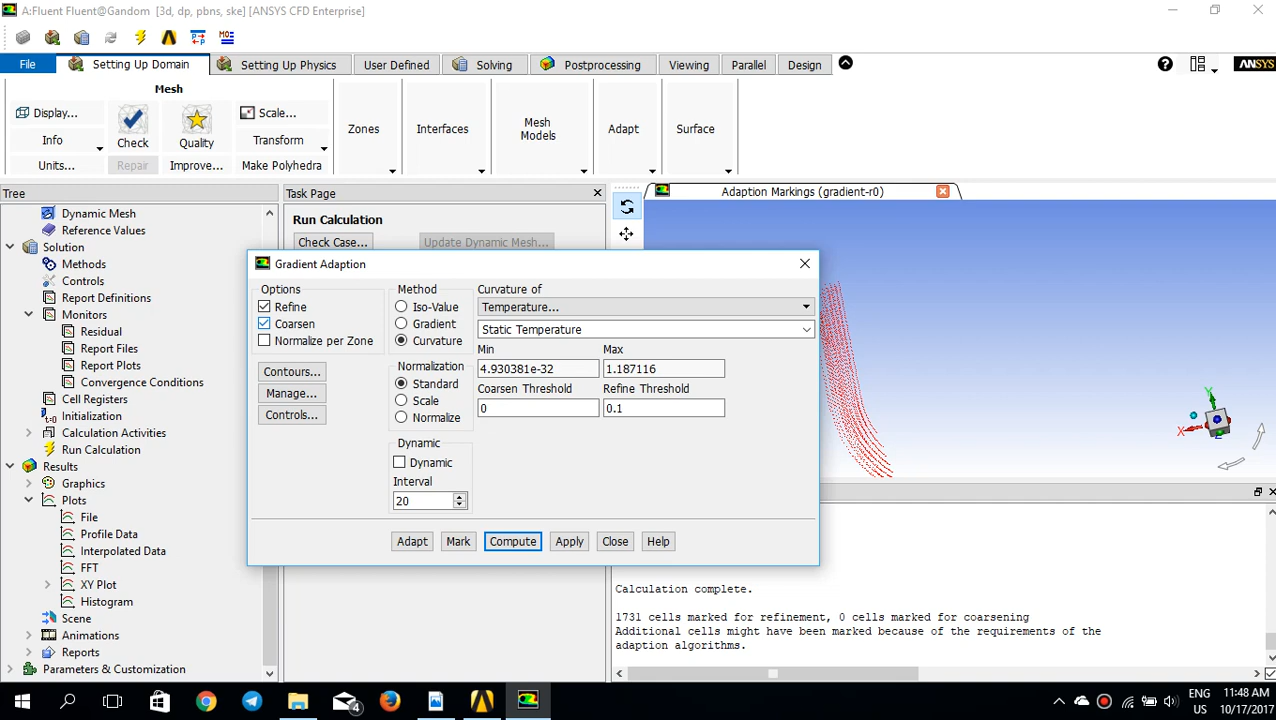 A:Fluent Fluent@Gandom [3d, dp, pbns, ske] [ANSYS CFD Enterprise]
File
Setting Up Domain
Setting Up Physics
User Defined
Solving
Postprocessing
Viewing
Parallel
Design
ANSYS
Mesh
Display...
Scale...
Info
Check
Quality
Transform
Units...
Repair
Improve...
Make Polyhedra
Zones
Interfaces
Mesh
Models
Adapt
Surface
Tree
Task Page
Adaption Markings (gradient-r0)
Dynamic Mesh
Reference Values
Solution
Methods
Controls
Report Definitions
Monitors
Residual
Report Files
Report Plots
Convergence Conditions
Cell Registers
Initialization
Calculation Activities
Run Calculation
Results
Graphics
Plots
File
Profile Data
Interpolated Data
FFT
XY Plot
Histogram
Scene
Animations
Reports
Parameters & Customization
Run Calculation
Check Case...
Update Dynamic Mesh...
Gradient Adaption
Options
Refine
Coarsen
Normalize per Zone
Contours...
Manage...
Controls...
Method
Iso-Value
Gradient
Curvature
Normalization
Standard
Scale
Normalize
Dynamic
Dynamic
Interval
20
Curvature of
Temperature...
Static Temperature
Min
Max
4.930381e-32
1.187116
Coarsen Threshold
Refine Threshold
0
0.1
Adapt
Mark
Compute
Apply
Close
Help
Y
X
Z
Calculation complete.
1731 cells marked for refinement, 0 cells marked for coarsening
Additional cells might have been marked because of the requirements of the
adaption algorithms.
4
ENG
US
11:48 AM
10/17/2017